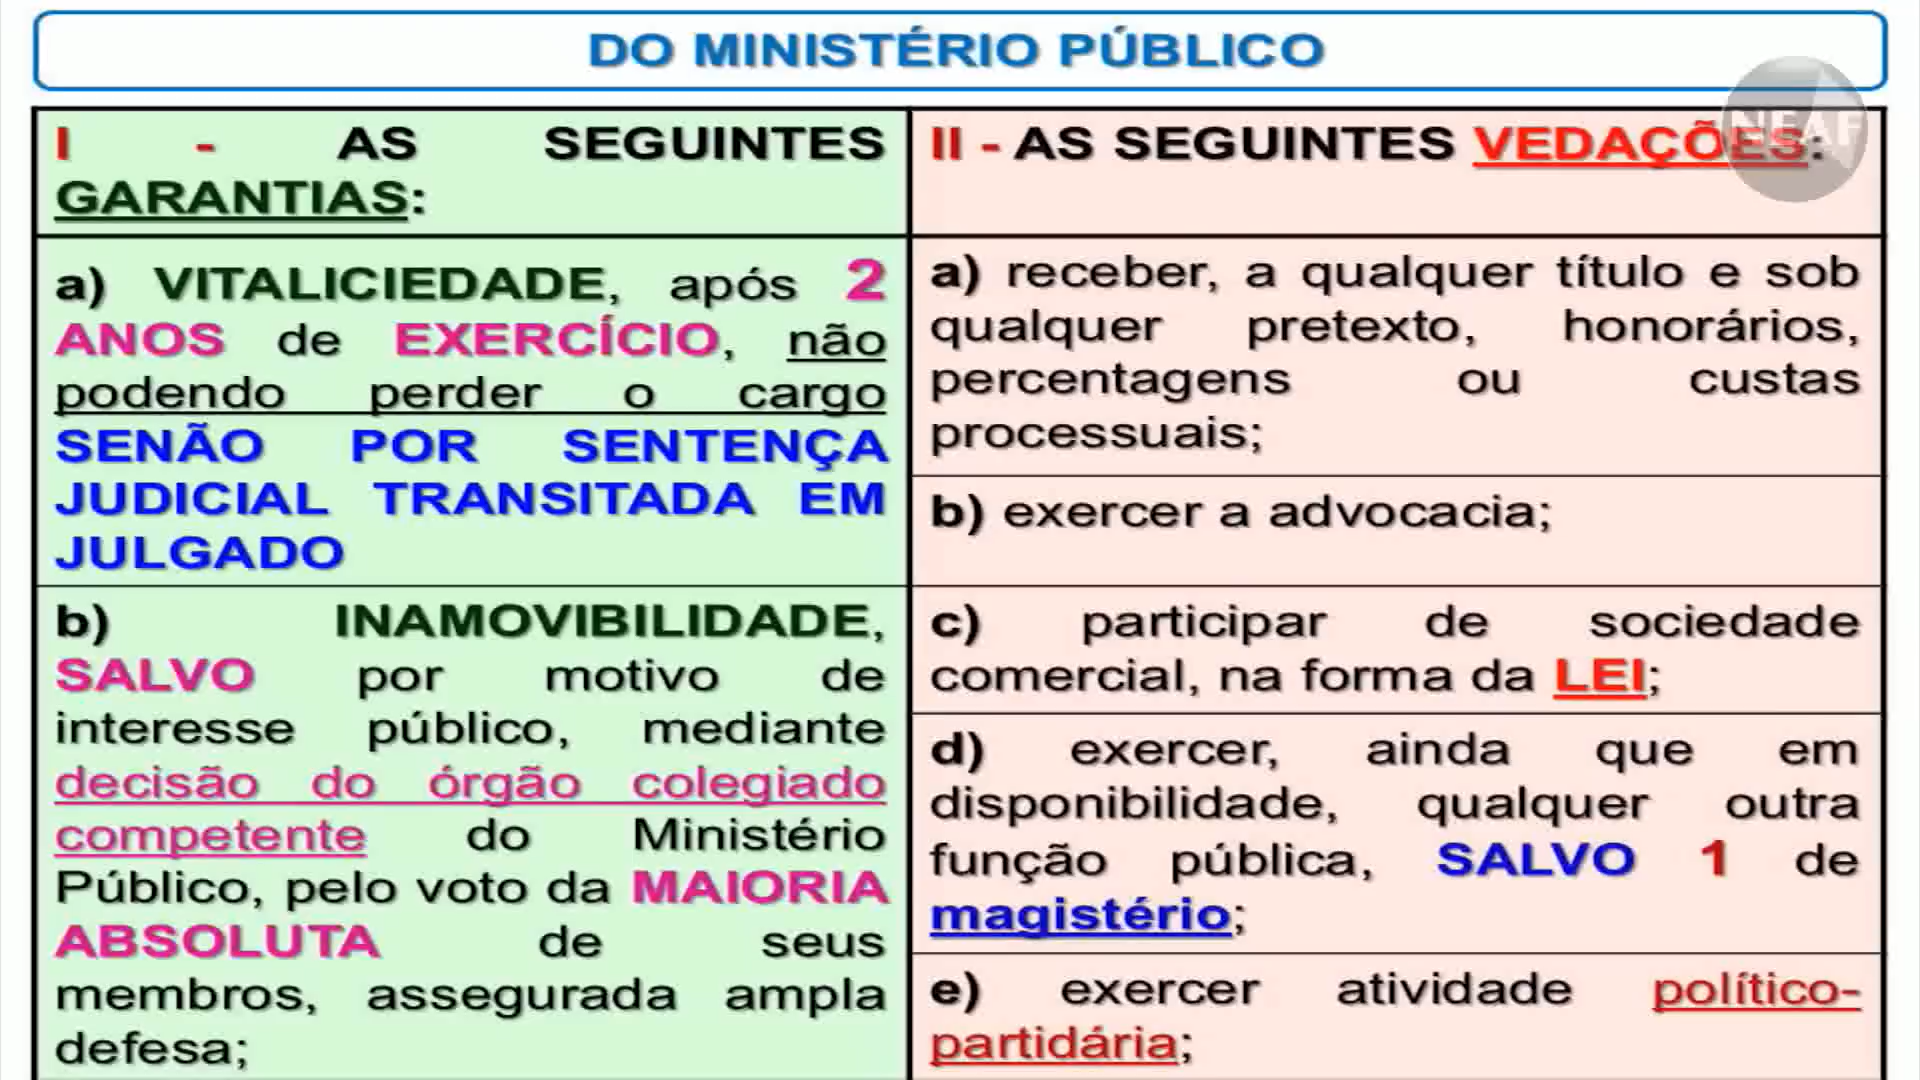 DO MINISTÉRIO PÚBLICO
NEAF
I - AS SEGUINTES
GARANTIAS:
a) VITALICIEDADE, após 2
ANOS de EXERCÍCIO, não
podendo perder o cargo
SENÃO POR SENTENÇA
JUDICIAL TRANSITADA EM
JULGADO
b) INAMOVIBILIDADE,
SALVO por motivo de
interesse público, mediante
decisão do órgão colegiado
competente do Ministério
Público, pelo voto da MAIORIA
ABSOLUTA de seus
membros, assegurada ampla
defesa;
II - AS SEGUINTES VEDAÇÕES:
a) receber, a qualquer título e sob
qualquer pretexto, honorários,
percentagens ou custas
processuais;
b) exercer a advocacia;
c) participar de sociedade
comercial, na forma da LEI;
d) exercer, ainda que em
disponibilidade, qualquer outra
função pública, SALVO 1 de
magistério;
e) exercer atividade político-
partidária;